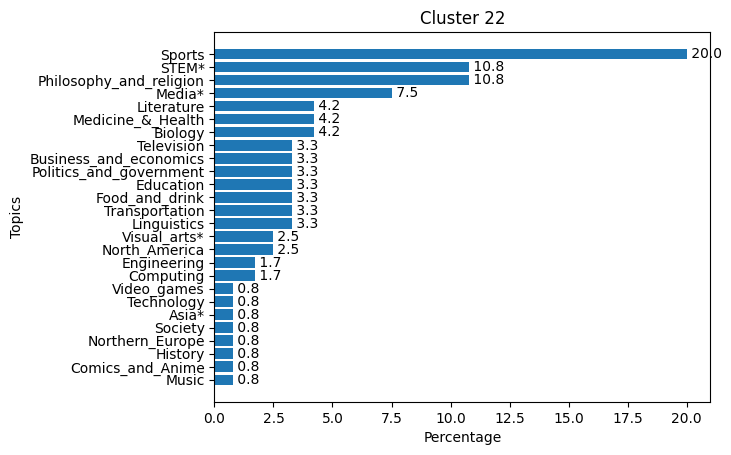 Cluster 22
Topics
Sports 20.0
STEM* 10.8
Philosophy_and_religion 10.8
Media* 7.5
Literature 4.2
Medicine_&_Health 4.2
Biology 4.2
Television 3.3
Business_and_economics 3.3
Politics_and_government 3.3
Education 3.3
Food_and_drink 3.3
Transportation 3.3
Linguistics 3.3
Visual_arts* 2.5
North_America 2.5
Engineering 1.7
Computing 1.7
Video_games 0.8
Technology 0.8
Asia* 0.8
Society 0.8
Northern_Europe 0.8
History 0.8
Comics_and_Anime 0.8
Music 0.8
0.0 2.5 5.0 7.5 10.0 12.5 15.0 17.5 20.0
Percentage